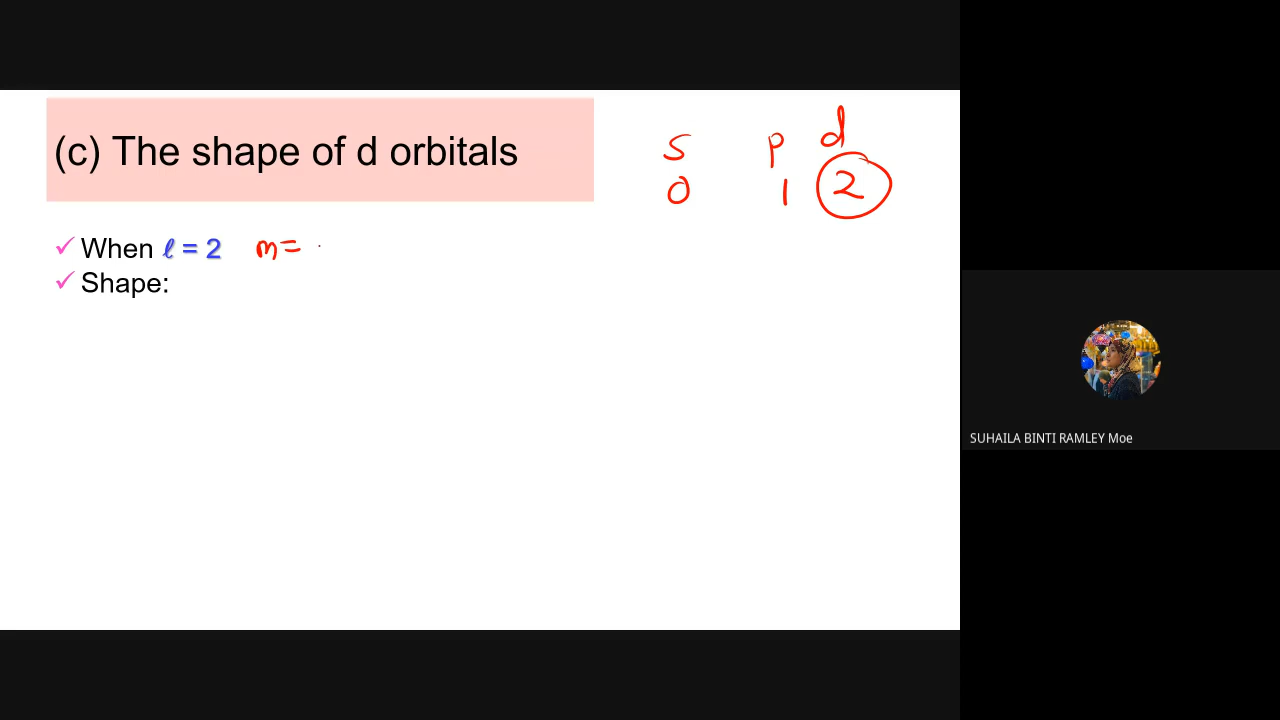 (c) The shape of d orbitals
s p d
0 1 2
✓ When ℓ = 2 m =
✓ Shape:
SUHAILA BINTI RAMLEY Moe